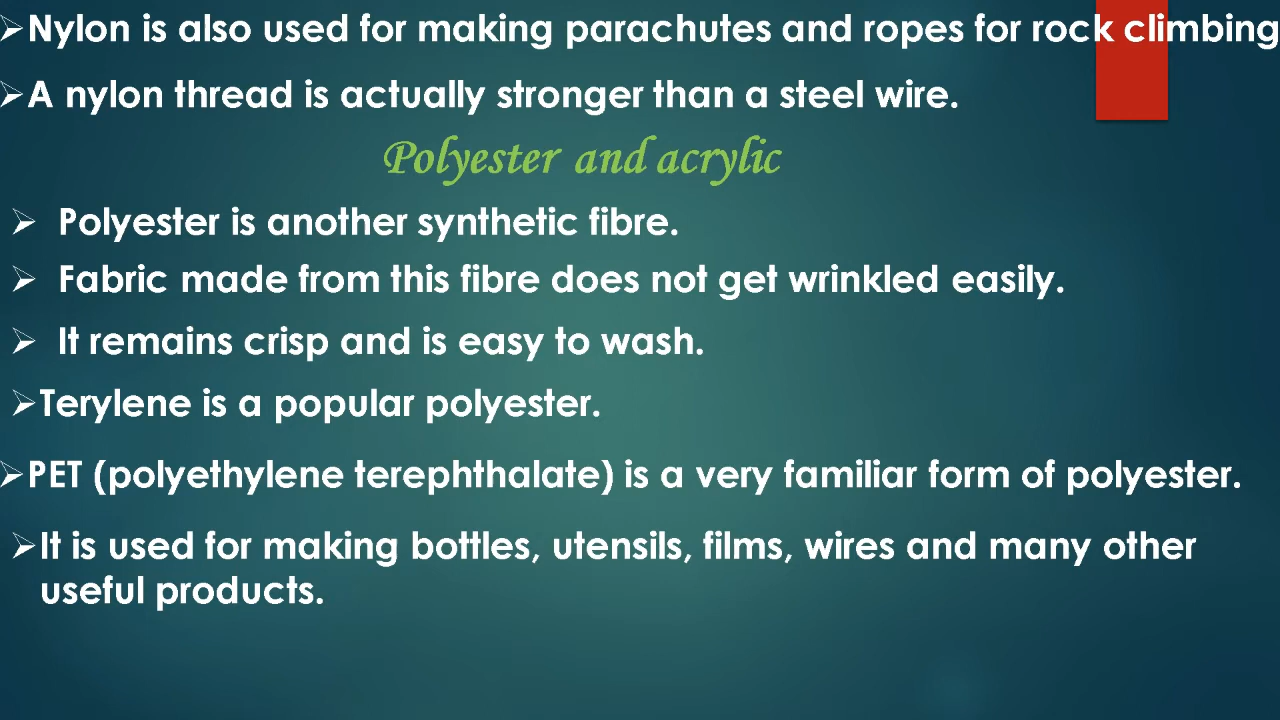 ➢Nylon is also used for making parachutes and ropes for rock climbing
➢A nylon thread is actually stronger than a steel wire.
Polyester and acrylic
➢ Polyester is another synthetic fibre.
➢ Fabric made from this fibre does not get wrinkled easily.
➢ It remains crisp and is easy to wash.
➢Terylene is a popular polyester.
➢PET (polyethylene terephthalate) is a very familiar form of polyester.
➢It is used for making bottles, utensils, films, wires and many other
useful products.